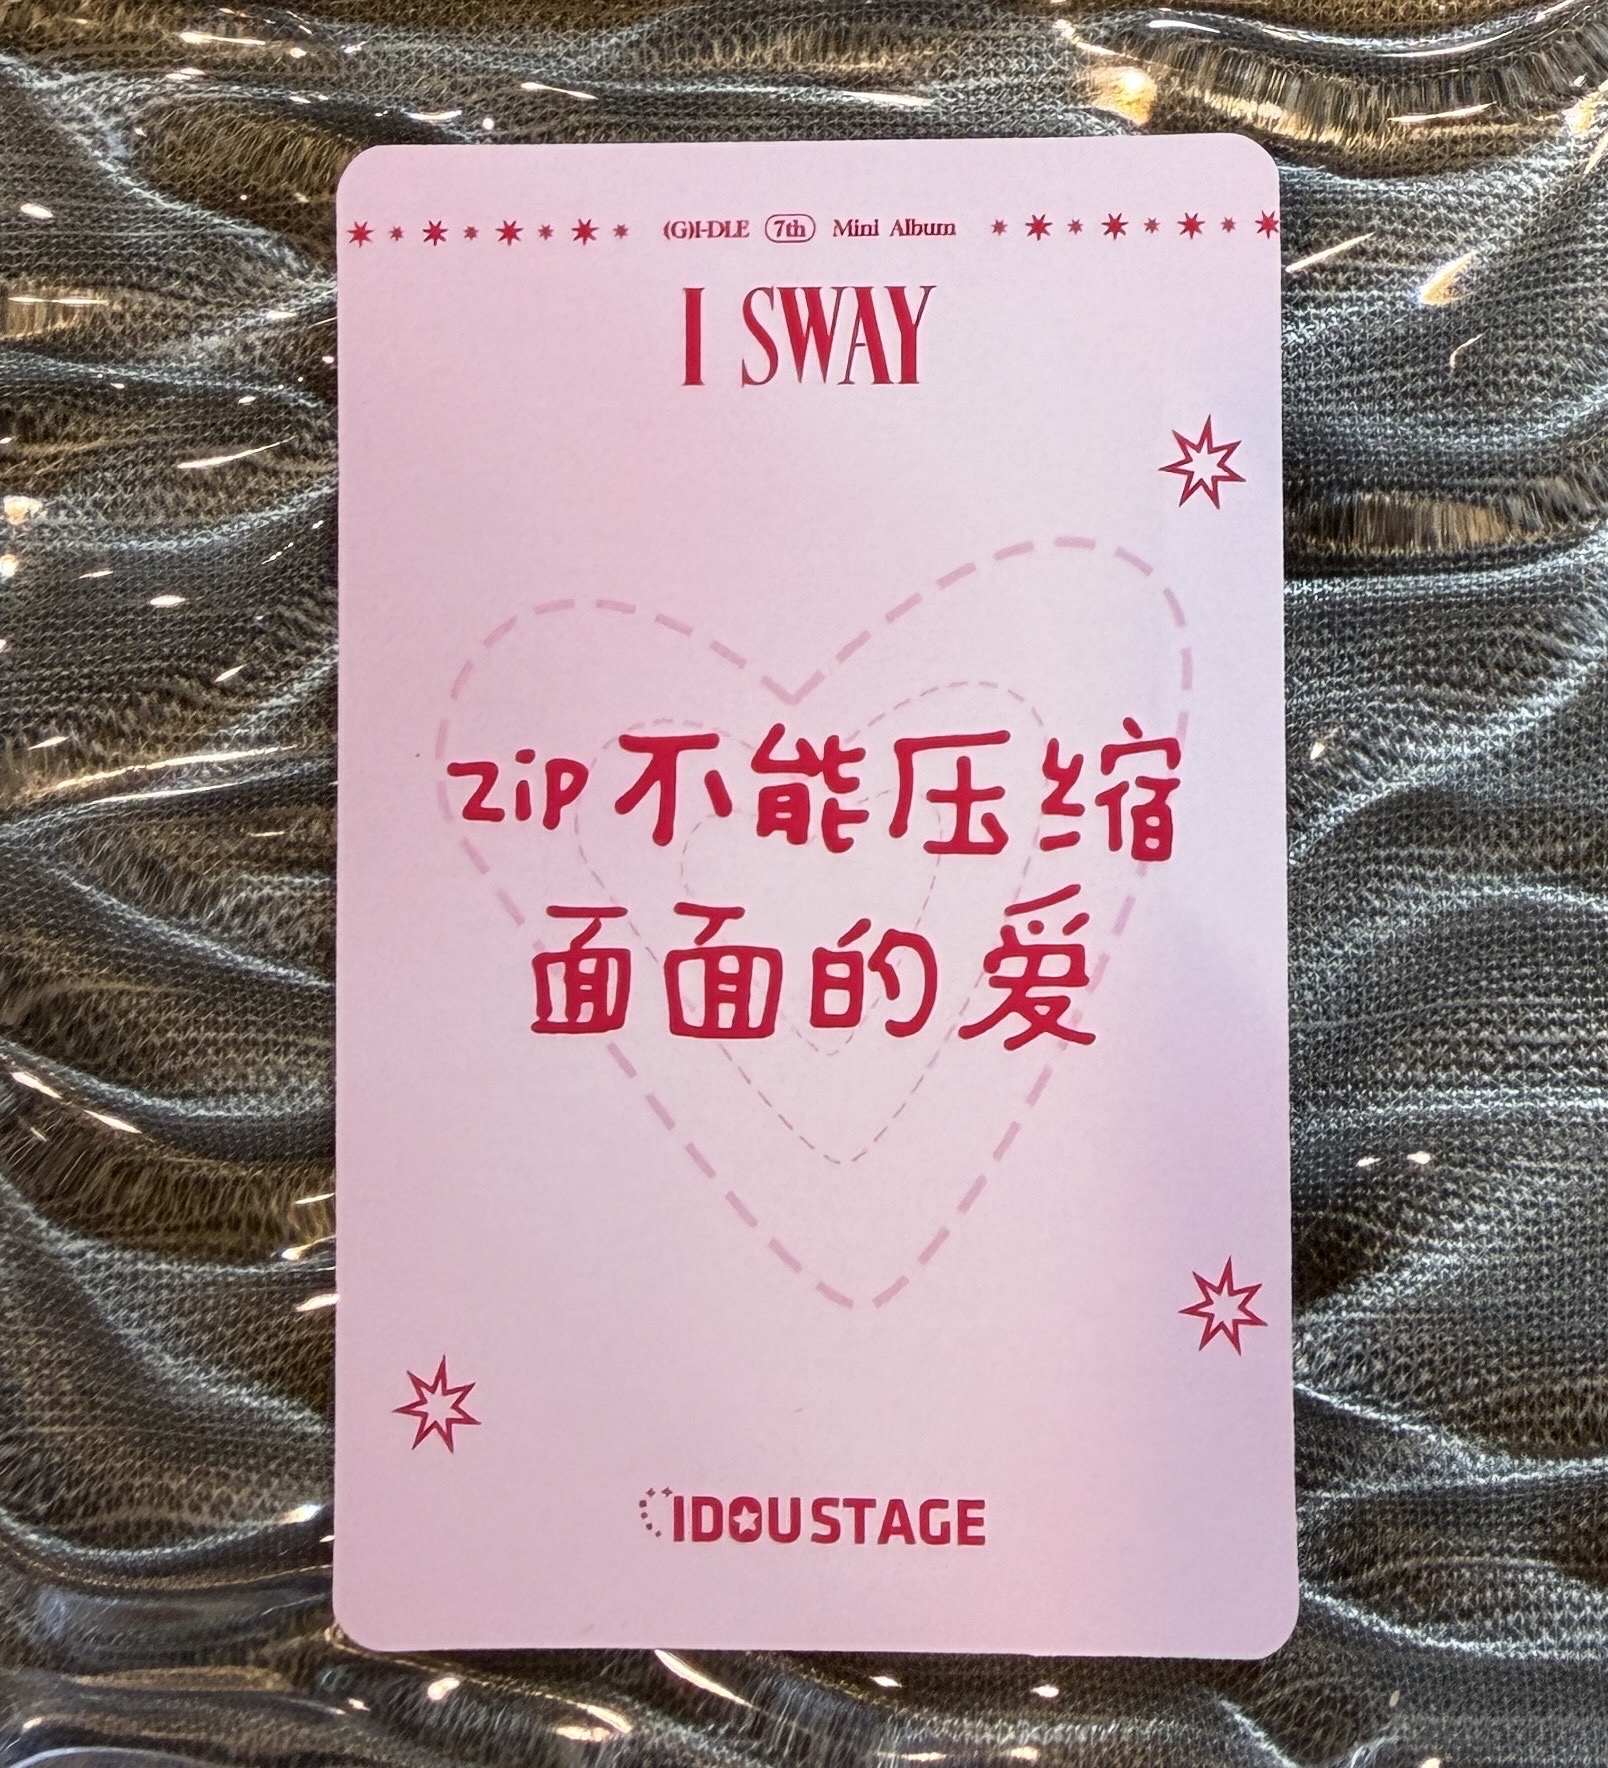 (G)I-DLE 7th Mini Album
I SWAY
zip不能压缩
面面的爱
IDOUSTAGE